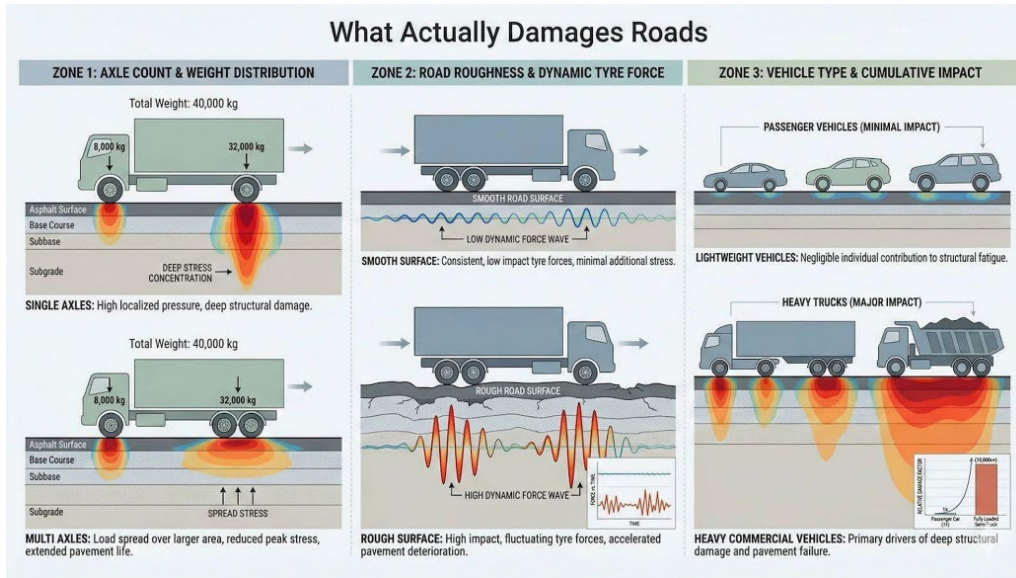 What Actually Damages Roads
ZONE 1: AXLE COUNT & WEIGHT DISTRIBUTION
Total Weight: 40,000 kg
8,000 kg
32,000 kg
Asphalt Surface
Base Course
Subbase
Subgrade
DEEP STRESS
CONCENTRATION
SINGLE AXLES: High localized pressure, deep structural damage.
Total Weight: 40,000 kg
8,000 kg
32,000 kg
Asphalt Surface
Base Course
Subbase
Subgrade
SPREAD STRESS
MULTI AXLES: Load spread over larger area, reduced peak stress,
extended pavement life.
ZONE 2: ROAD ROUGHNESS & DYNAMIC TYRE FORCE
SMOOTH ROAD SURFACE
LOW DYNAMIC FORCE WAVE
SMOOTH SURFACE: Consistent, low impact tyre forces, minimal additional stress.
ROUGH ROAD SURFACE
HIGH DYNAMIC FORCE WAVE
FORCE vs. TIME
TIME
ROUGH SURFACE: High impact, fluctuating tyre forces, accelerated
pavement deterioration.
ZONE 3: VEHICLE TYPE & CUMULATIVE IMPACT
PASSENGER VEHICLES (MINIMAL IMPACT)
LIGHTWEIGHT VEHICLES: Negligible individual contribution to structural fatigue.
HEAVY TRUCKS (MAJOR IMPACT)
RELATIVE DAMAGE FACTOR
(10,000x+)
1x
Passenger Car
(1x)
Fully Loaded
Semi-Truck
HEAVY COMMERCIAL VEHICLES: Primary drivers of deep structural
damage and pavement failure.